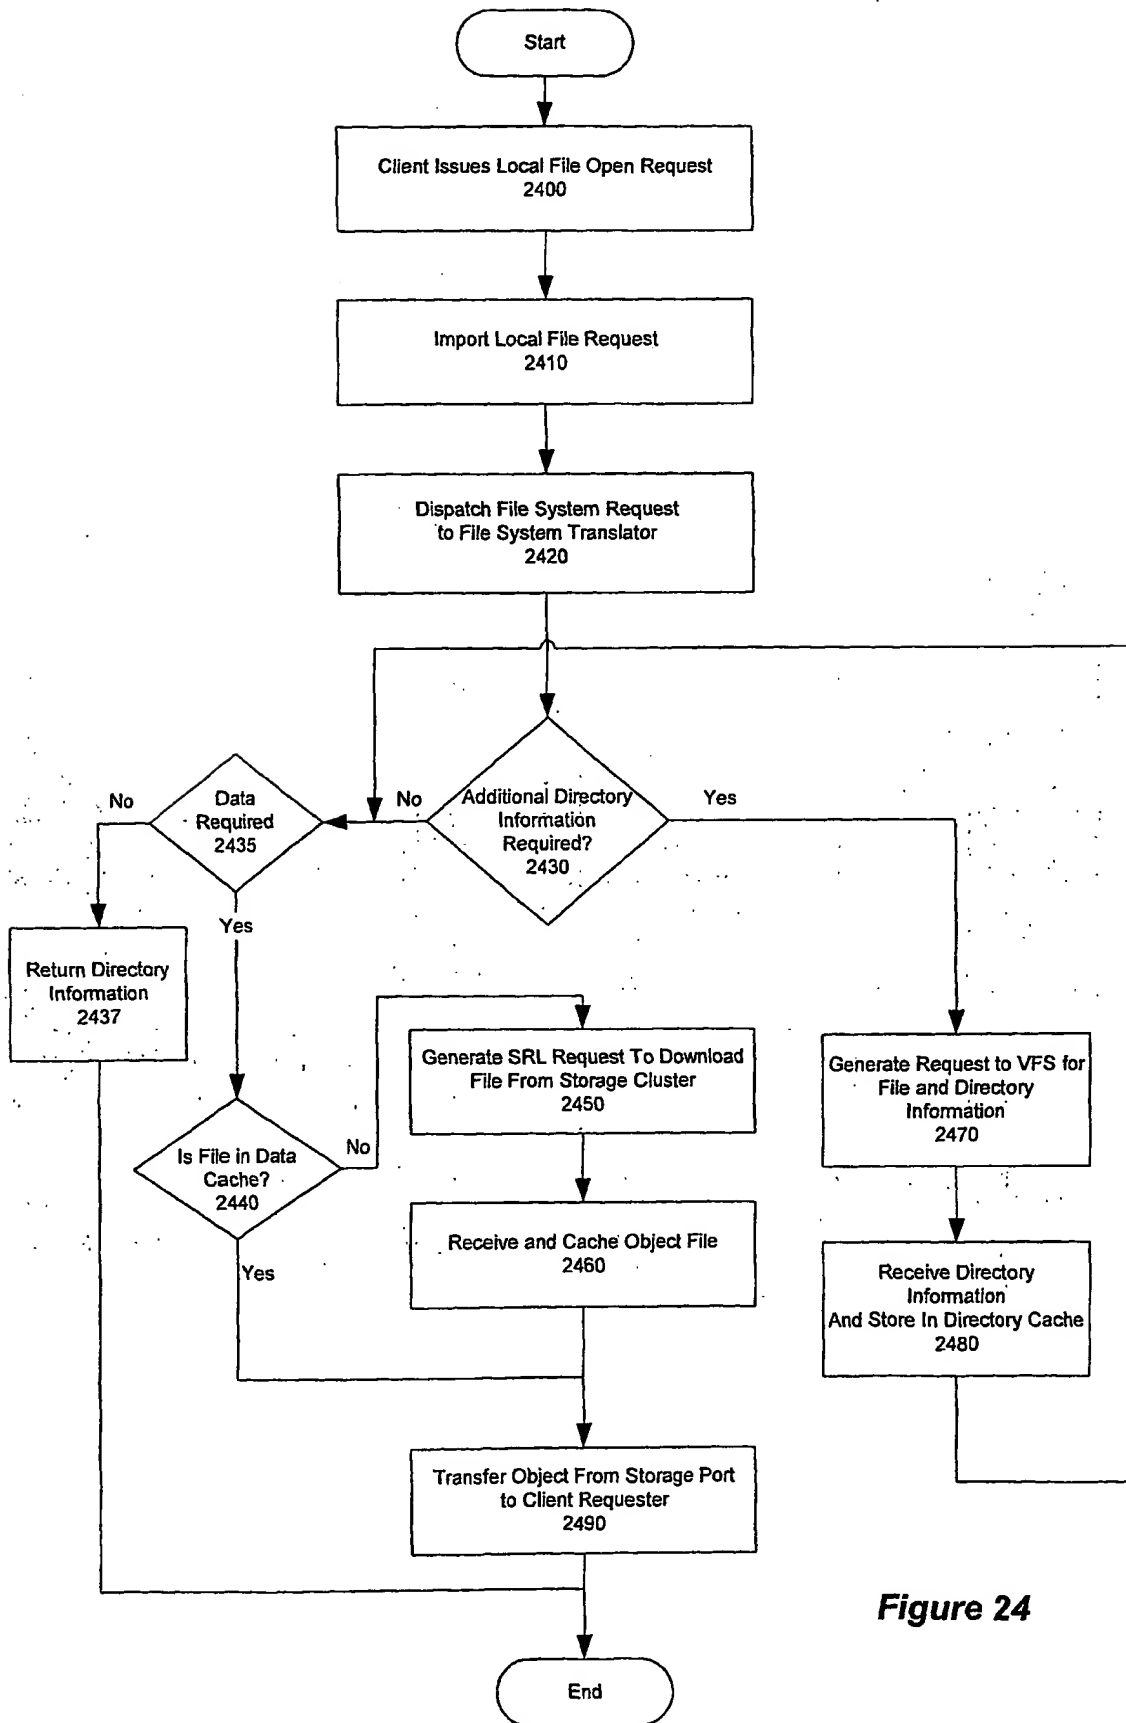 Start
Client Issues Local File Open Request
2400
Import Local File Request
2410
Dispatch File System Request
to File System Translator
2420
Additional Directory
Information
Required?
2430
No
Yes
Data
Required
2435
No
Yes
Return Directory
Information
2437
Is File in Data
Cache?
2440
No
Yes
Generate SRL Request To Download
File From Storage Cluster
2450
Receive and Cache Object File
2460
Generate Request to VFS for
File and Directory
Information
2470
Receive Directory
Information
And Store In Directory Cache
2480
Transfer Object From Storage Port
to Client Requester
2490
End
Figure 24